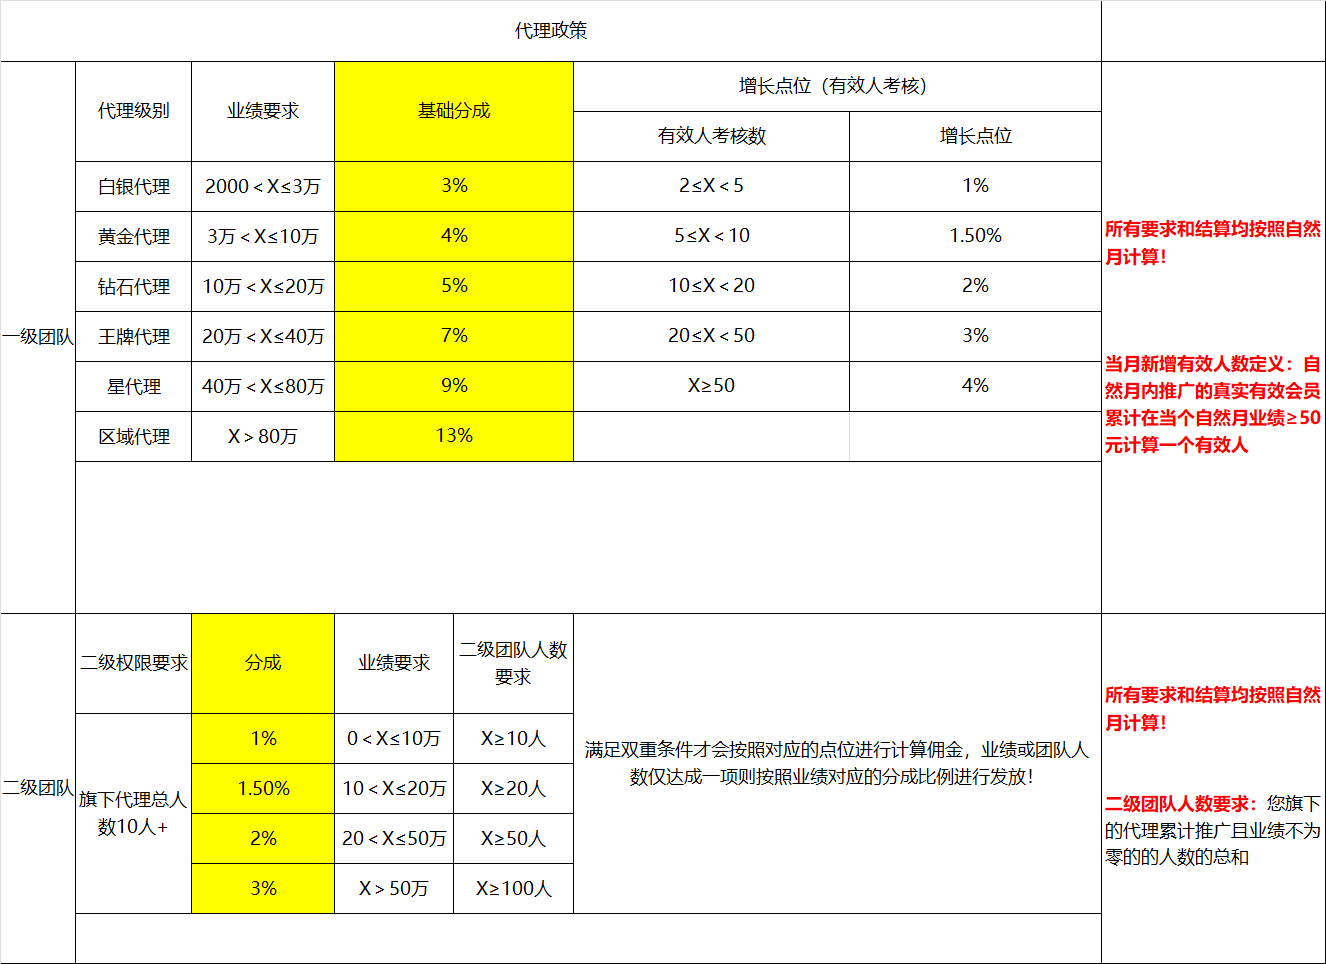 代理政策
代理级别
业绩要求
基础分成
增长点位（有效人考核）
有效人考核数
增长点位
一级团队
白银代理
2000＜X≤3万
3%
2≤X＜5
1%
黄金代理
3万＜X≤10万
4%
5≤X＜10
1.50%
钻石代理
10万＜X≤20万
5%
10≤X＜20
2%
王牌代理
20万＜X≤40万
7%
20≤X＜50
3%
星代理
40万＜X≤80万
9%
X≥50
4%
区域代理
X＞80万
13%
所有要求和结算均按照自然
月计算！
当月新增有效人数定义：自
然月内推广的真实有效会员
累计在当个自然月业绩≥50
元计算一个有效人
二级团队
二级权限要求
分成
业绩要求
二级团队人数
要求
旗下代理总人
数10人+
1%
0＜X≤10万
X≥10人
1.50%
10＜X≤20万
X≥20人
2%
20＜X≤50万
X≥50人
3%
X＞50万
X≥100人
满足双重条件才会按照对应的点位进行计算佣金，业绩或团队人
数仅达成一项则按照业绩对应的分成比例进行发放！
所有要求和结算均按照自然
月计算！
二级团队人数要求：您旗下
的代理累计推广且业绩不为
零的的人数的总和